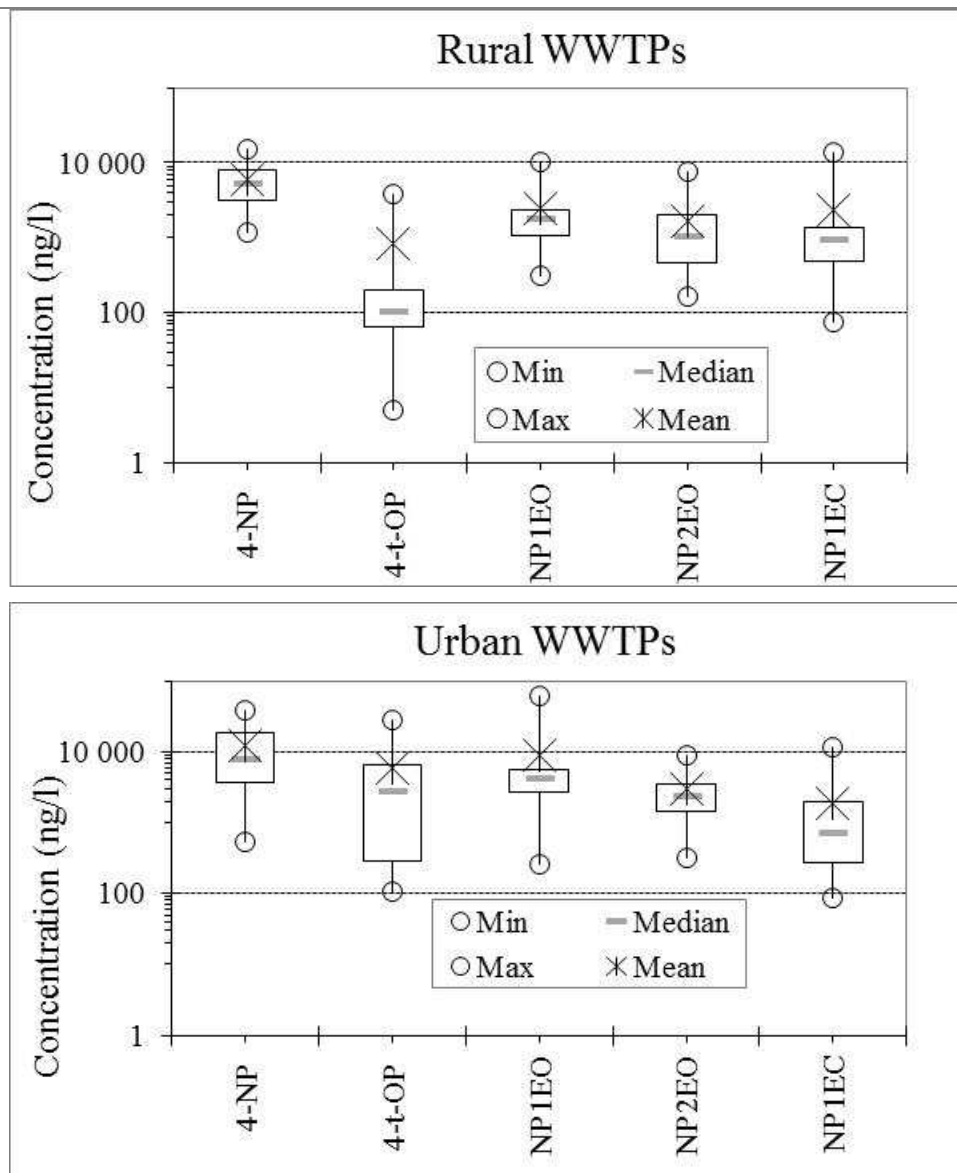 Rural WWTPs
Concentration (ng/l)
10 000
100
1
Min Median
Max Mean
4-NP 4-t-OP NP1EO NP2EO NP1EC
Urban WWTPs
Concentration (ng/l)
10 000
100
1
Min Median
Max Mean
4-NP 4-t-OP NP1EO NP2EO NP1EC